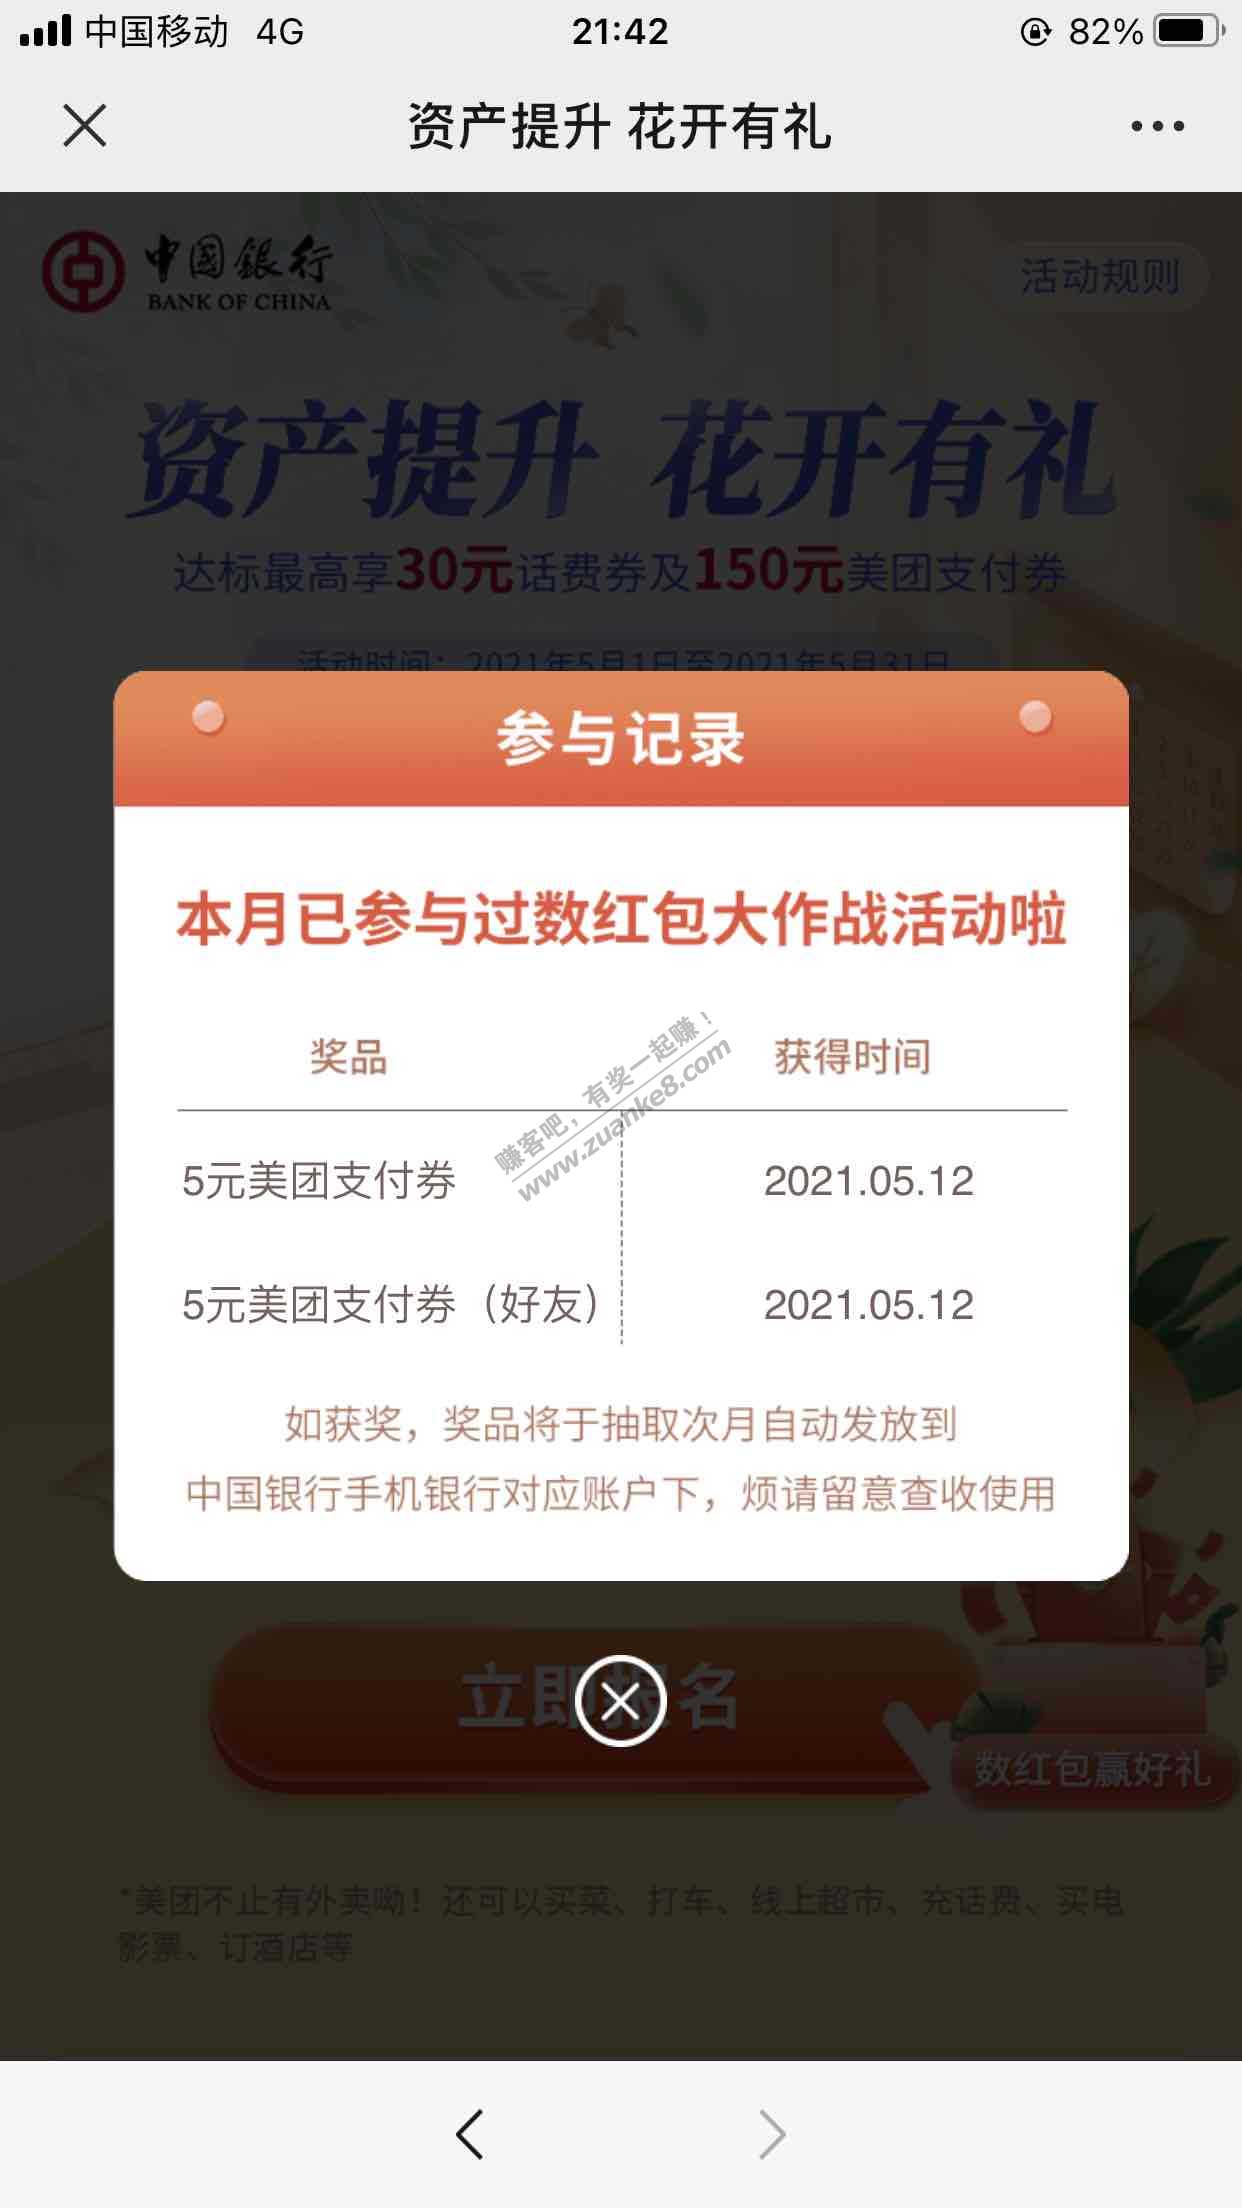 中国移动 4G 21:42 82%
资产提升 花开有礼
中國銀行
BANK OF CHINA
活动规则
资产提升 花开有礼
达标最高享30元话费券及150元美团支付券
活动时间：2021年5月1日至2021年5月31日
参与记录
本月已参与过数红包大作战活动啦
奖品 获得时间
5元美团支付券 2021.05.12
5元美团支付券（好友） 2021.05.12
赚客吧，有奖一起赚！
www.zuanke8.com
如获奖，奖品将于抽取次月自动发放到
中国银行手机银行对应账户下，烦请留意查收使用
立即报名
数红包赢好礼
*美团不止有外卖呦！还可以买菜、打车、线上超市、充话费、买电
影票、订酒店等